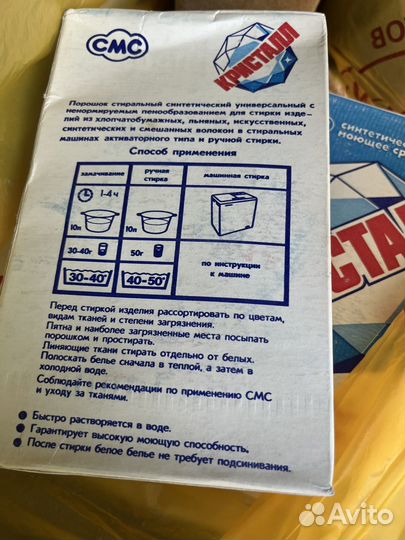 СМС
КРИСТАЛЛ
Порошок стиральный синтетический универсальный с
ненормируемым пенообразованием для стирки изде-
лий из хлопчатобумажных, льняных, искусственных,
синтетических и смешанных волокон в стиральных
машинах активаторного типа и ручной стирки.
Способ применения
замачивание
ручная
стирка
машинная стирка
1-4 ч
10л
10л
30-40г
50г
по инструкции
к машине
30-40°
40-50°
Перед стиркой изделия рассортировать по цветам,
видам тканей и степени загрязнения.
Пятна и наиболее загрязненные места посыпать
порошком и простирать.
Линяющие ткани стирать отдельно от белых.
Полоскать белье сначала в теплой, а затем в
холодной воде.
Соблюдайте рекомендации по применению СМС
и уходу за тканями.
Быстро растворяется в воде.
Гарантирует высокую моющую способность.
После стирки белое белье не требует подсинивания.
синтетическ
моющее сре
СТАЛЛ
Avito